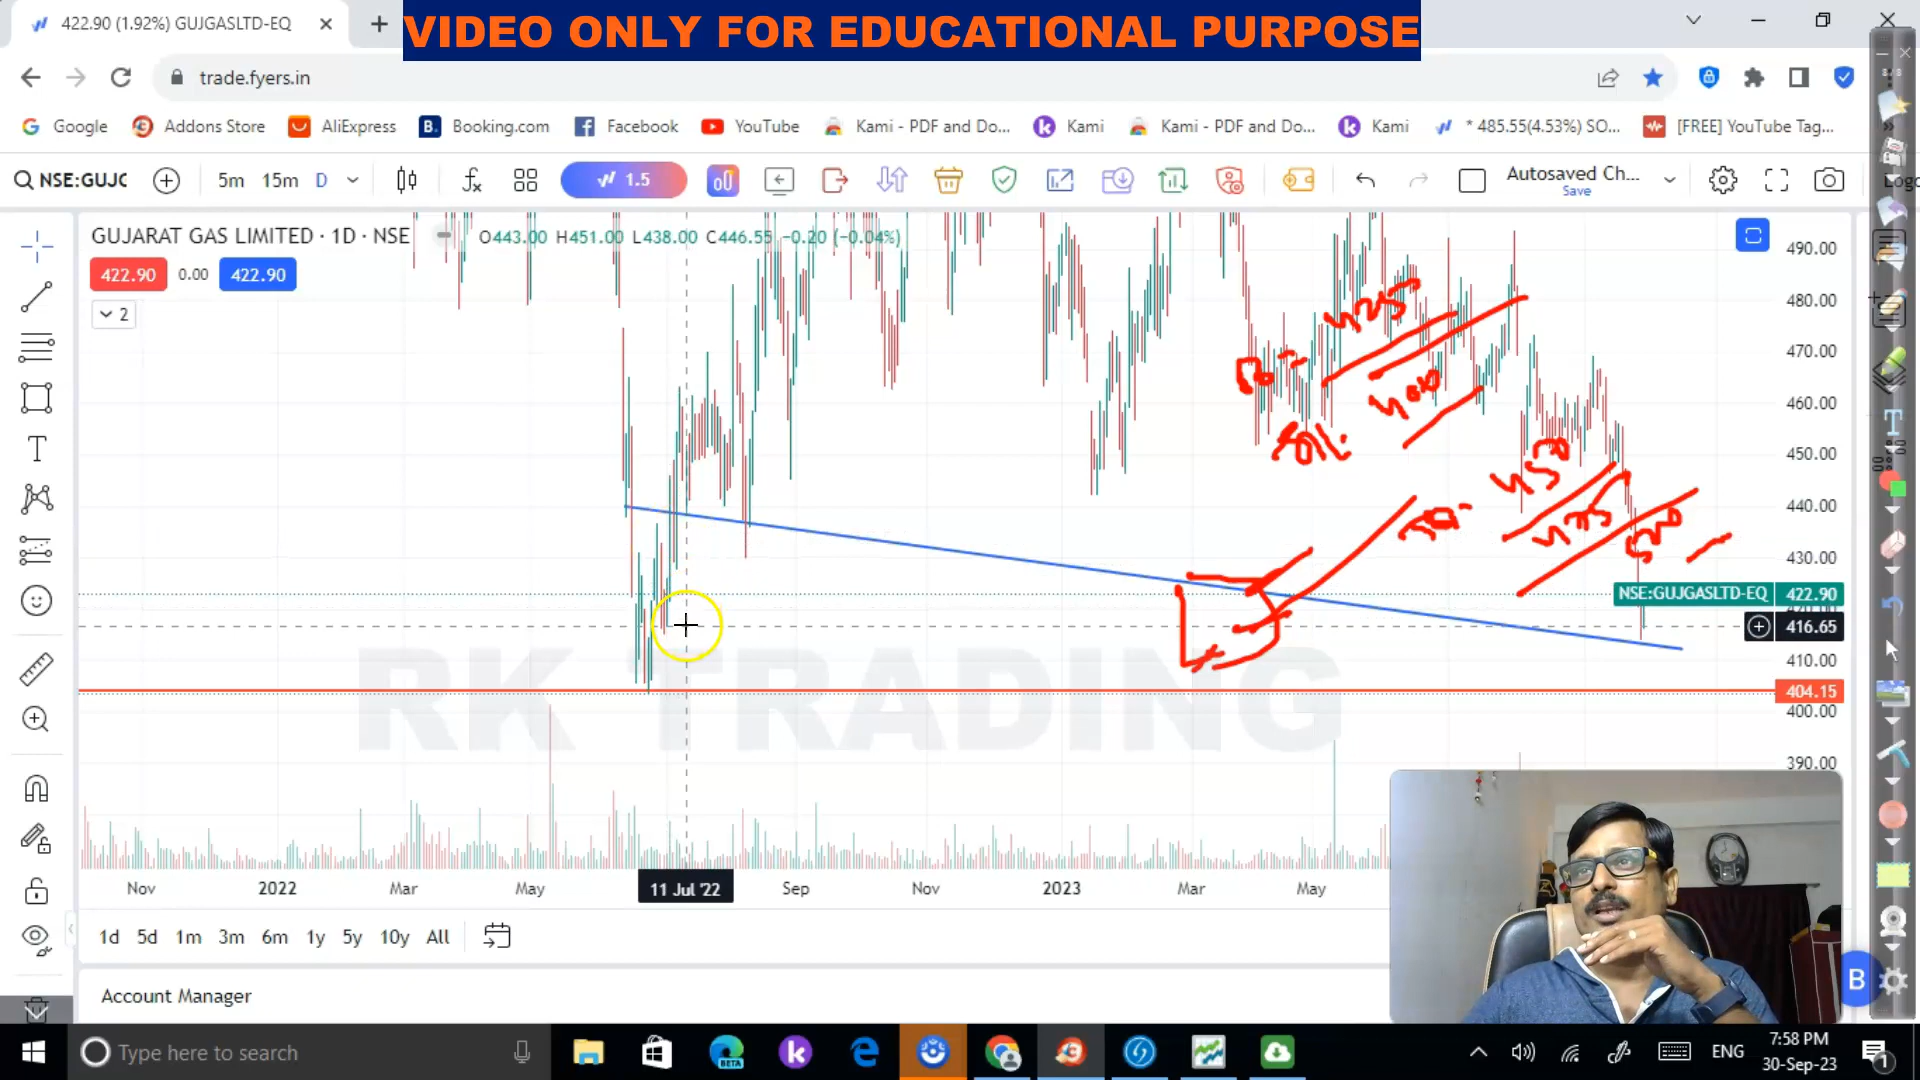 422.90 (1.92%) GUJGASLTD-EQ
VIDEO ONLY FOR EDUCATIONAL PURPOSE
trade.fyers.in
Google Addons Store AliExpress Booking.com Facebook YouTube Kami - PDF and Do... Kami Kami - PDF and Do... Kami * 485.55(4.53%) SO... [FREE] YouTube Tag...
NSE:GUJC 5m 15m D 1.5 Autosaved Ch...
Save
GUJARAT GAS LIMITED · 1D · NSE O443.00 H451.00 L438.00 C446.55 -0.20 (-0.04%)
422.90 0.00 422.90
2
490.00
480.00
470.00
460.00
450.00
440.00
430.00
NSE:GUJGASLTD-EQ 422.90
416.65
410.00
404.15
400.00
390.00
425
400
450
435
500
RK TRADING
Nov 2022 Mar May 11 Jul '22 Sep Nov 2023 Mar May
1d 5d 1m 3m 6m 1y 5y 10y All
Account Manager
B
Type here to search
BETA
ENG
7:58 PM
30-Sep-23
1